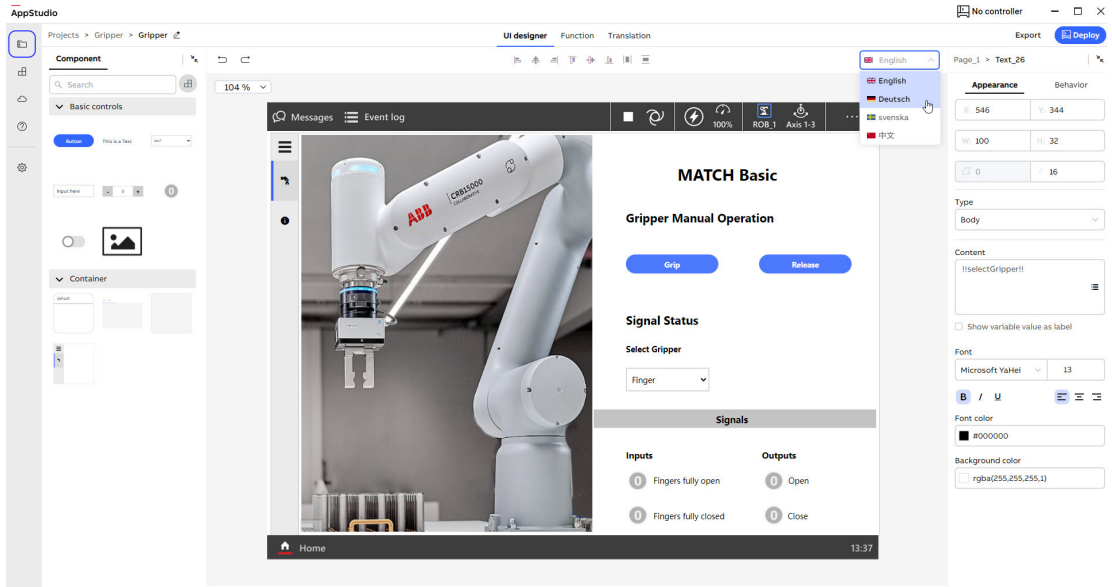 AppStudio
No controller
Projects > Gripper > Gripper
UI designer Function Translation
Export Deploy
Component
Search
Basic controls
Button This is a Text
Input here - 0 +
0
Container
default
104 %
English
English
Deutsch
svenska
中文
Messages Event log
100% ROB_1 Axis 1-3 ...
ABB
CRB15000
COLLABORATIVE
MATCH Basic
Gripper Manual Operation
Grip Release
Signal Status
Select Gripper
Finger
Signals
Inputs Outputs
0 Fingers fully open 0 Open
0 Fingers fully closed 0 Close
Home 13:37
Page_1 > Text_26
Appearance Behavior
X: 546 Y: 344
W: 100 H: 32
0 16
Type
Body
Content
!!selectGripper!!
Show variable value as label
Font
Microsoft YaHei 13
B I U
Font color
#000000
Background color
rgba(255,255,255,1)